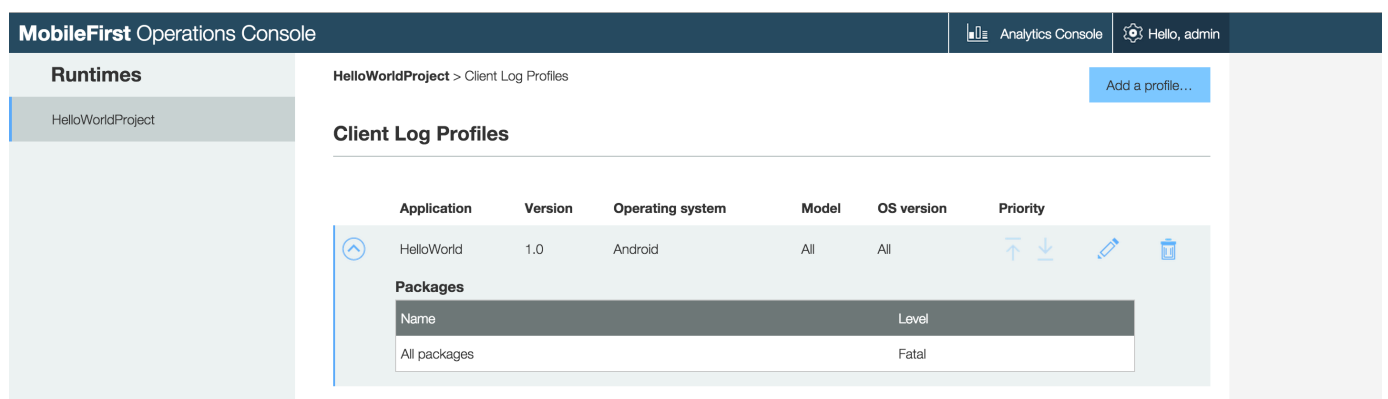 MobileFirst Operations Console
Analytics Console
Hello, admin
Runtimes
HelloWorldProject
HelloWorldProject > Client Log Profiles
Add a profile...
Client Log Profiles
Application Version Operating system Model OS version Priority
HelloWorld 1.0 Android All All
Packages
Name Level
All packages Fatal